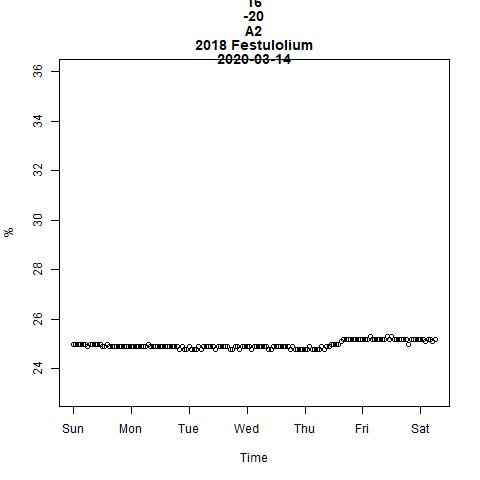 16
-20
A2
2018 Festulolium
2020-03-14
36
34
32
30
28
26
24
%
Sun Mon Tue Wed Thu Fri Sat
Time